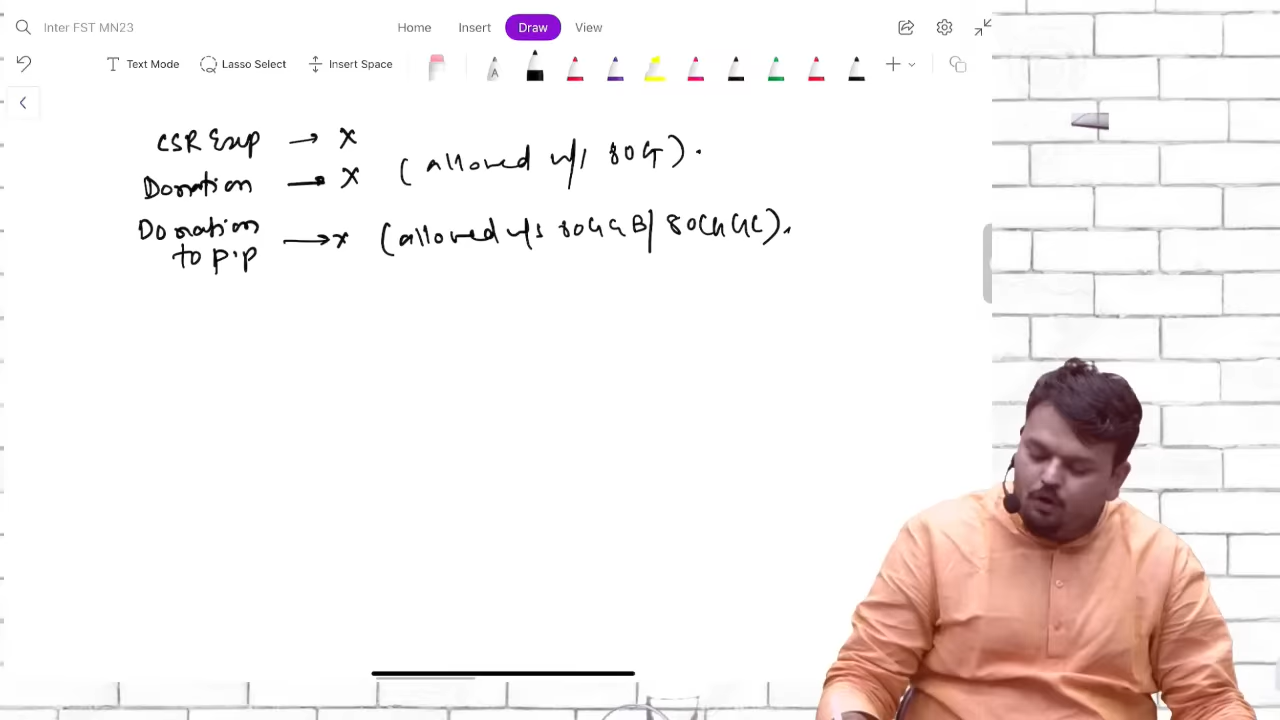 Inter FST MN23
Home Insert Draw View
Text Mode Lasso Select Insert Space
CSR Exp → X
Donation → X (allowed u/s 80G).
Donation to P.P → X (allowed u/s 80GGB/80GGC).